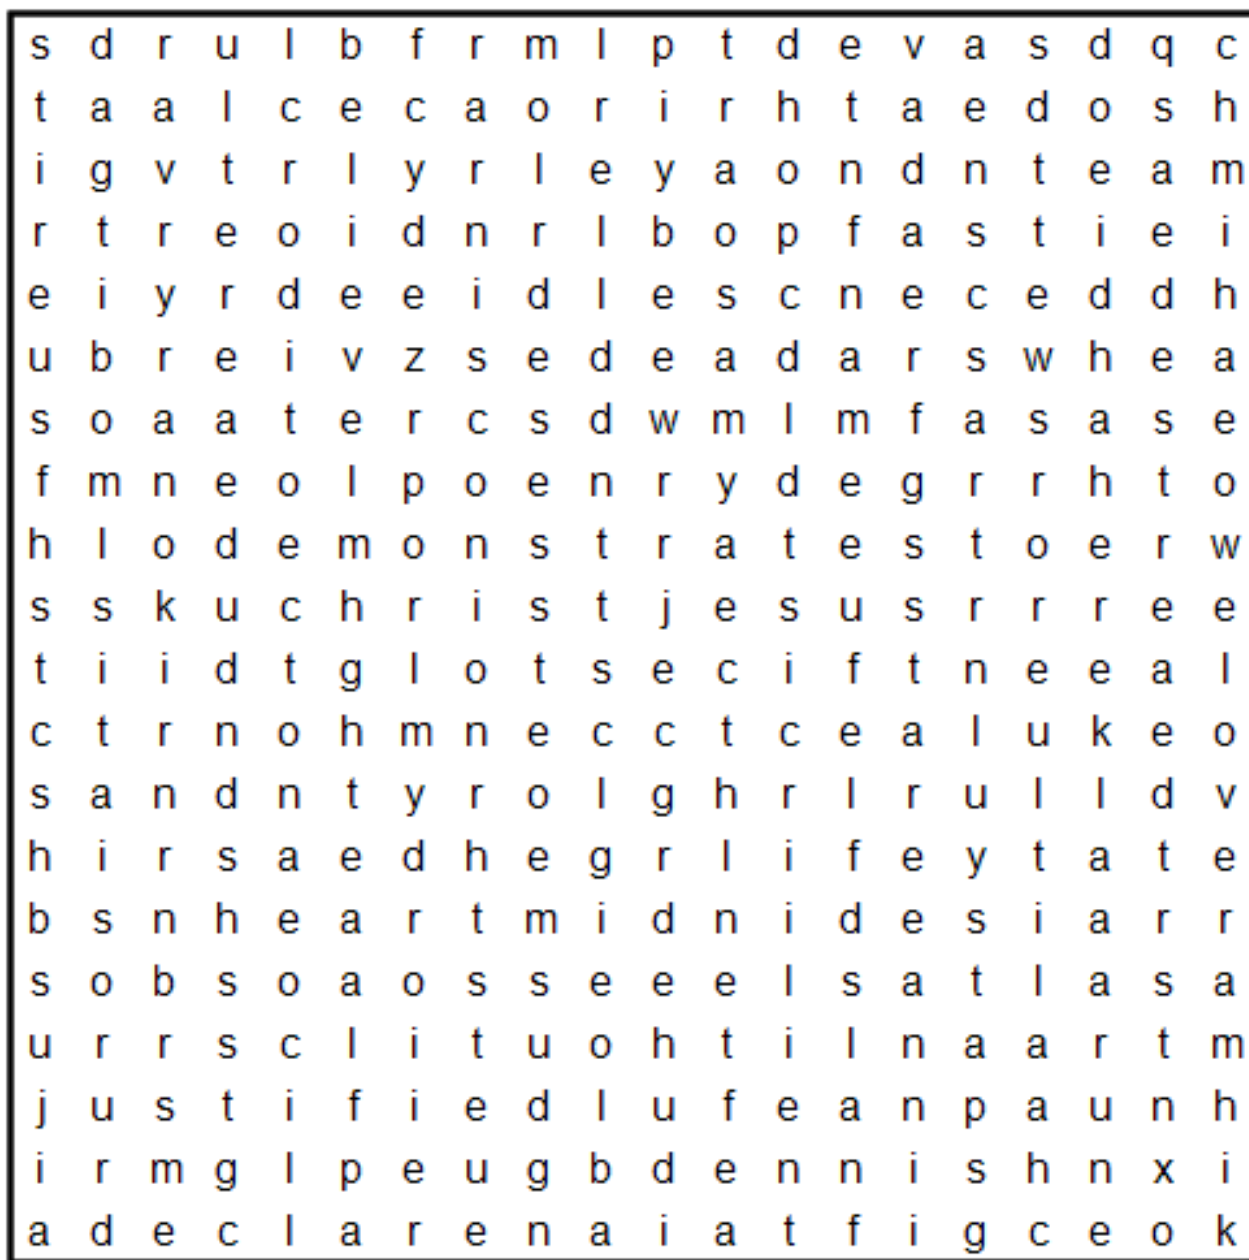 s d r u l b f r m l p t d e v a s d q c
t a a l c e c a o r i r h t a e d o s h
i g v t r l y r l e y a o n d n t e a m
r t r e o i d n r l b o p f a s t i e i
e i y r d e e i d l e s c n e c e d d h
u b r e i v z s e d e a d a r s w h e a
s o a a t e r c s d w m l m f a s a s e
f m n e o l p o e n r y d e g r r h t o
h l o d e m o n s t r a t e s t o e r w
s s k u c h r i s t j e s u s r r r e e
t i i d t g l o t s e c i f t n e e a l
c t r n o h m n e c c t c e a l u k e o
s a n d n t y r o l g h r l r u l l d v
h i r s a e d h e g r l i f e y t a t e
b s n h e a r t m i d n i d e s i a r r
s o b s o a o s s e e e l s a t l a s a
u r r s c l i t u o h t i l n a a r t m
j u s t i f i e d l u f e a n p a u n h
i r m g l p e u g b d e n n i s h n x i
a d e c l a r e n a i a t f i g c e o k